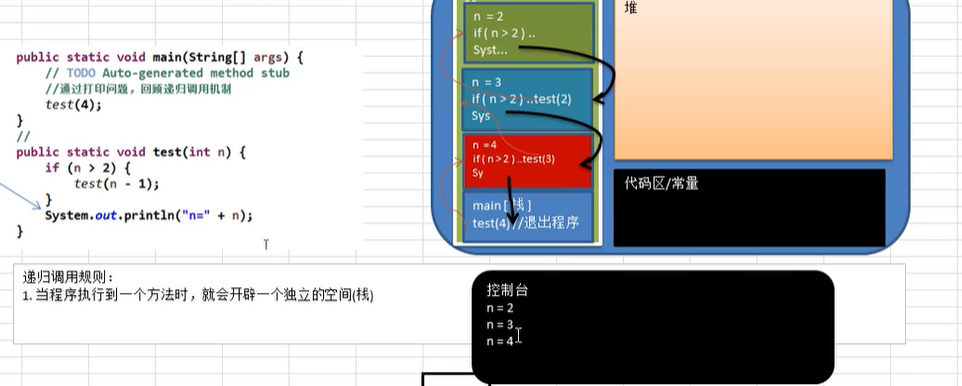 public static void main(String[] args) {
// TODO Auto-generated method stub
//通过打印问题，回顾递归调用机制
test(4);
}
//
public static void test(int n) {
if (n > 2) {
test(n - 1);
}
System.out.println("n=" + n);
}
n = 2
if( n > 2 ) ..
Syst...
n = 3
if( n > 2 ) ..test(2)
Sys
n =4
if( n > 2 ) ..test(3)
Sy
main [栈 ]
test(4) //退出程序
堆
代码区/常量
递归调用规则：
1. 当程序执行到一个方法时，就会开辟一个独立的空间(栈)
控制台
n = 2
n = 3
n = 4